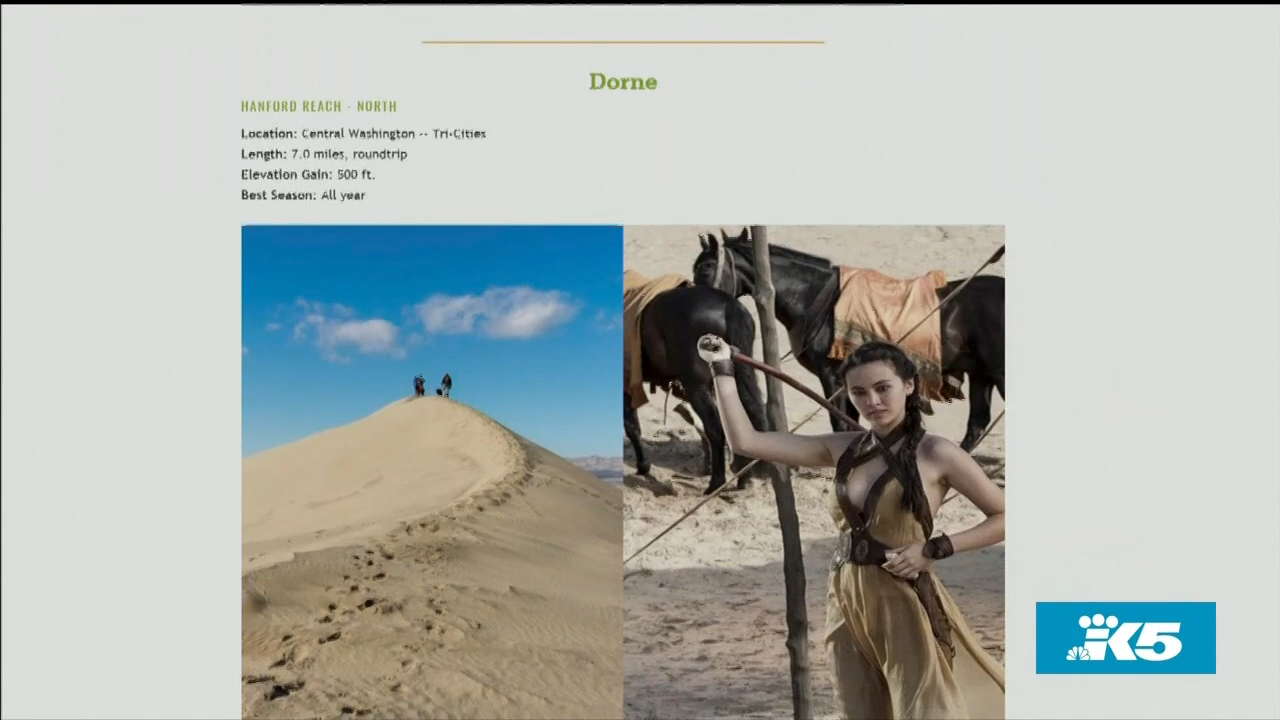 Dorne
HANFORD REACH - NORTH
Location: Central Washington -- Tri-Cities
Length: 7.0 miles, roundtrip
Elevation Gain: 500 ft.
Best Season: All year
K5